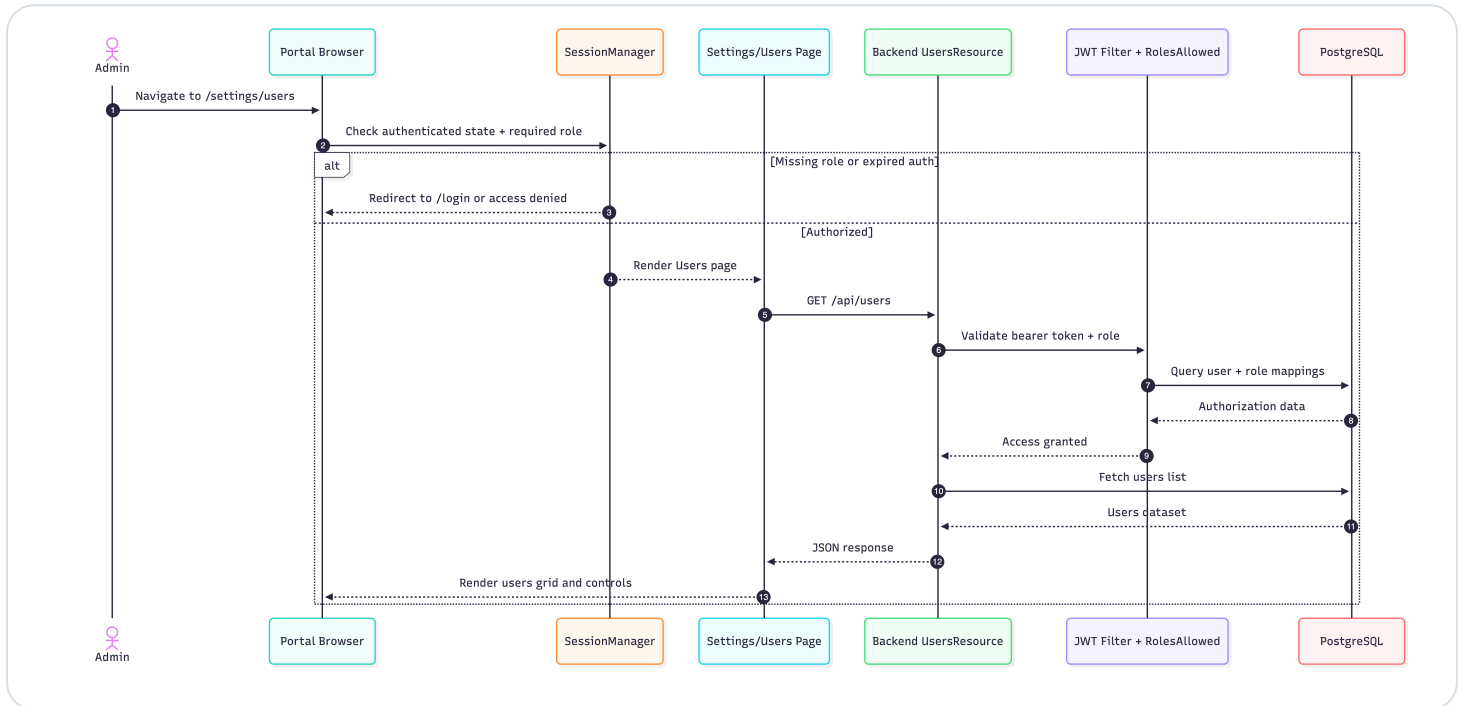 Admin
Portal Browser
SessionManager
Settings/Users Page
Backend UsersResource
JWT Filter + RolesAllowed
PostgreSQL
Navigate to /settings/users
1
Check authenticated state + required role
2
alt
[Missing role or expired auth]
Redirect to /login or access denied
3
[Authorized]
Render Users page
4
GET /api/users
5
Validate bearer token + role
6
Query user + role mappings
7
Authorization data
8
Access granted
9
Fetch users list
10
Users dataset
11
JSON response
12
Render users grid and controls
13
Admin
Portal Browser
SessionManager
Settings/Users Page
Backend UsersResource
JWT Filter + RolesAllowed
PostgreSQL